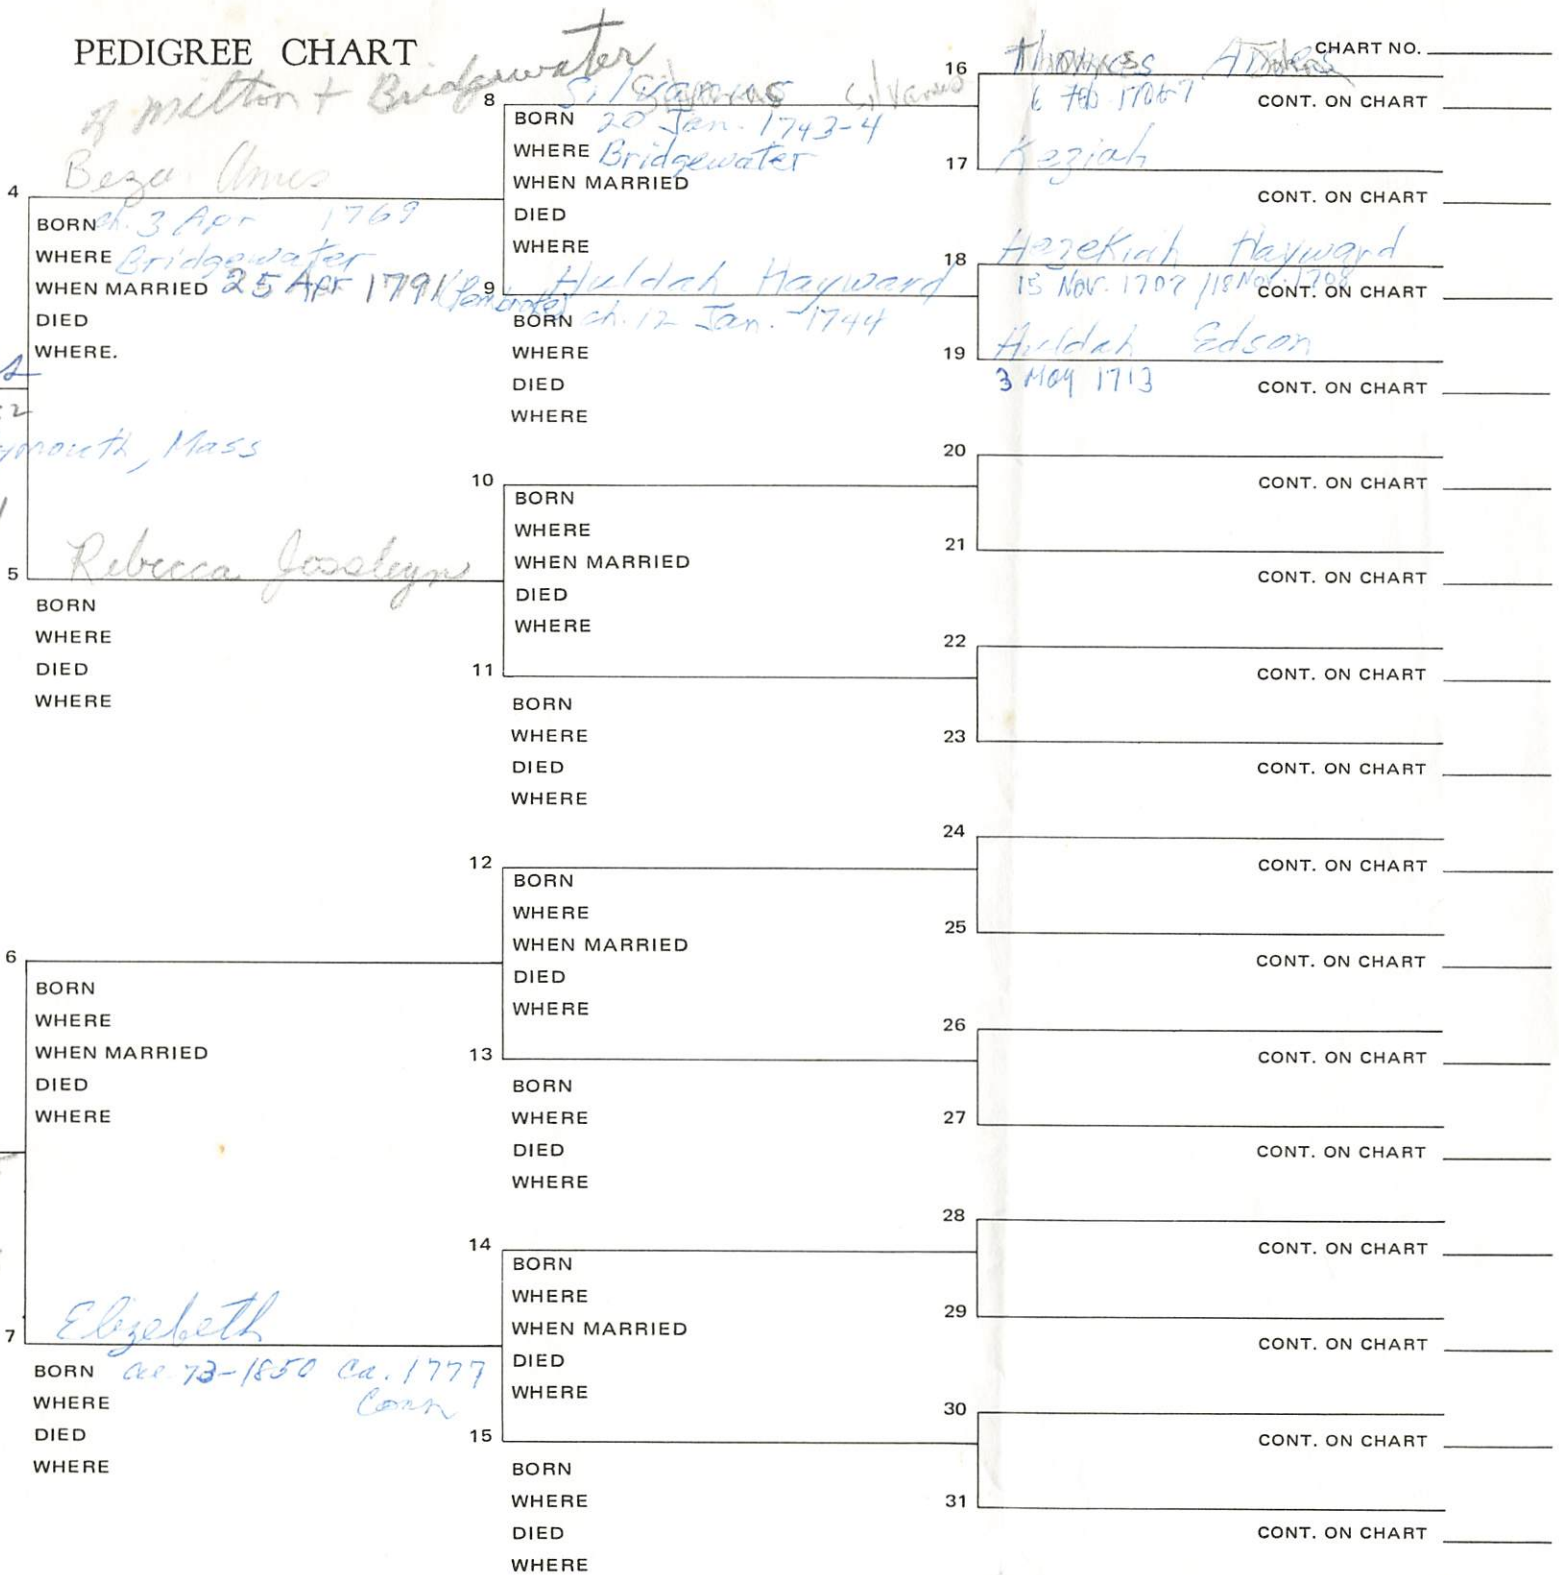 PEDIGREE CHART
of Milton + Bridgewater
CHART NO.
4
Beza Ames
BORN ch. 3 Apr 1769
WHERE Bridgewater
WHEN MARRIED 25 Apr 1791 (Pembroke)
DIED
WHERE.
ymouth, Mass
5
Rebecca Josselyn
BORN
WHERE
DIED
WHERE
6
BORN
WHERE
WHEN MARRIED
DIED
WHERE
7
Elizebeth
BORN ae. 73-1850 ca. 1777
WHERE Conn
DIED
WHERE
8
Silvanus Silvanus
BORN 20 Jan. 1743-4
WHERE Bridgewater
WHEN MARRIED
DIED
WHERE
9
Huldah Hayward
BORN ch. 12 Jan. 1744
WHERE
DIED
WHERE
10
BORN
WHERE
WHEN MARRIED
DIED
WHERE
11
BORN
WHERE
DIED
WHERE
12
BORN
WHERE
WHEN MARRIED
DIED
WHERE
13
BORN
WHERE
DIED
WHERE
14
BORN
WHERE
WHEN MARRIED
DIED
WHERE
15
BORN
WHERE
DIED
WHERE
16
Thomas Ames
6 Feb
CONT. ON CHART
17
Keziah
CONT. ON CHART
18
Hezekiah Hayward
15 Nov. 1707 / 18 Nov.
CONT. ON CHART
19
Huldah Edson
3 May 1713
CONT. ON CHART
20
CONT. ON CHART
21
CONT. ON CHART
22
CONT. ON CHART
23
CONT. ON CHART
24
CONT. ON CHART
25
CONT. ON CHART
26
CONT. ON CHART
27
CONT. ON CHART
28
CONT. ON CHART
29
CONT. ON CHART
30
CONT. ON CHART
31
CONT. ON CHART